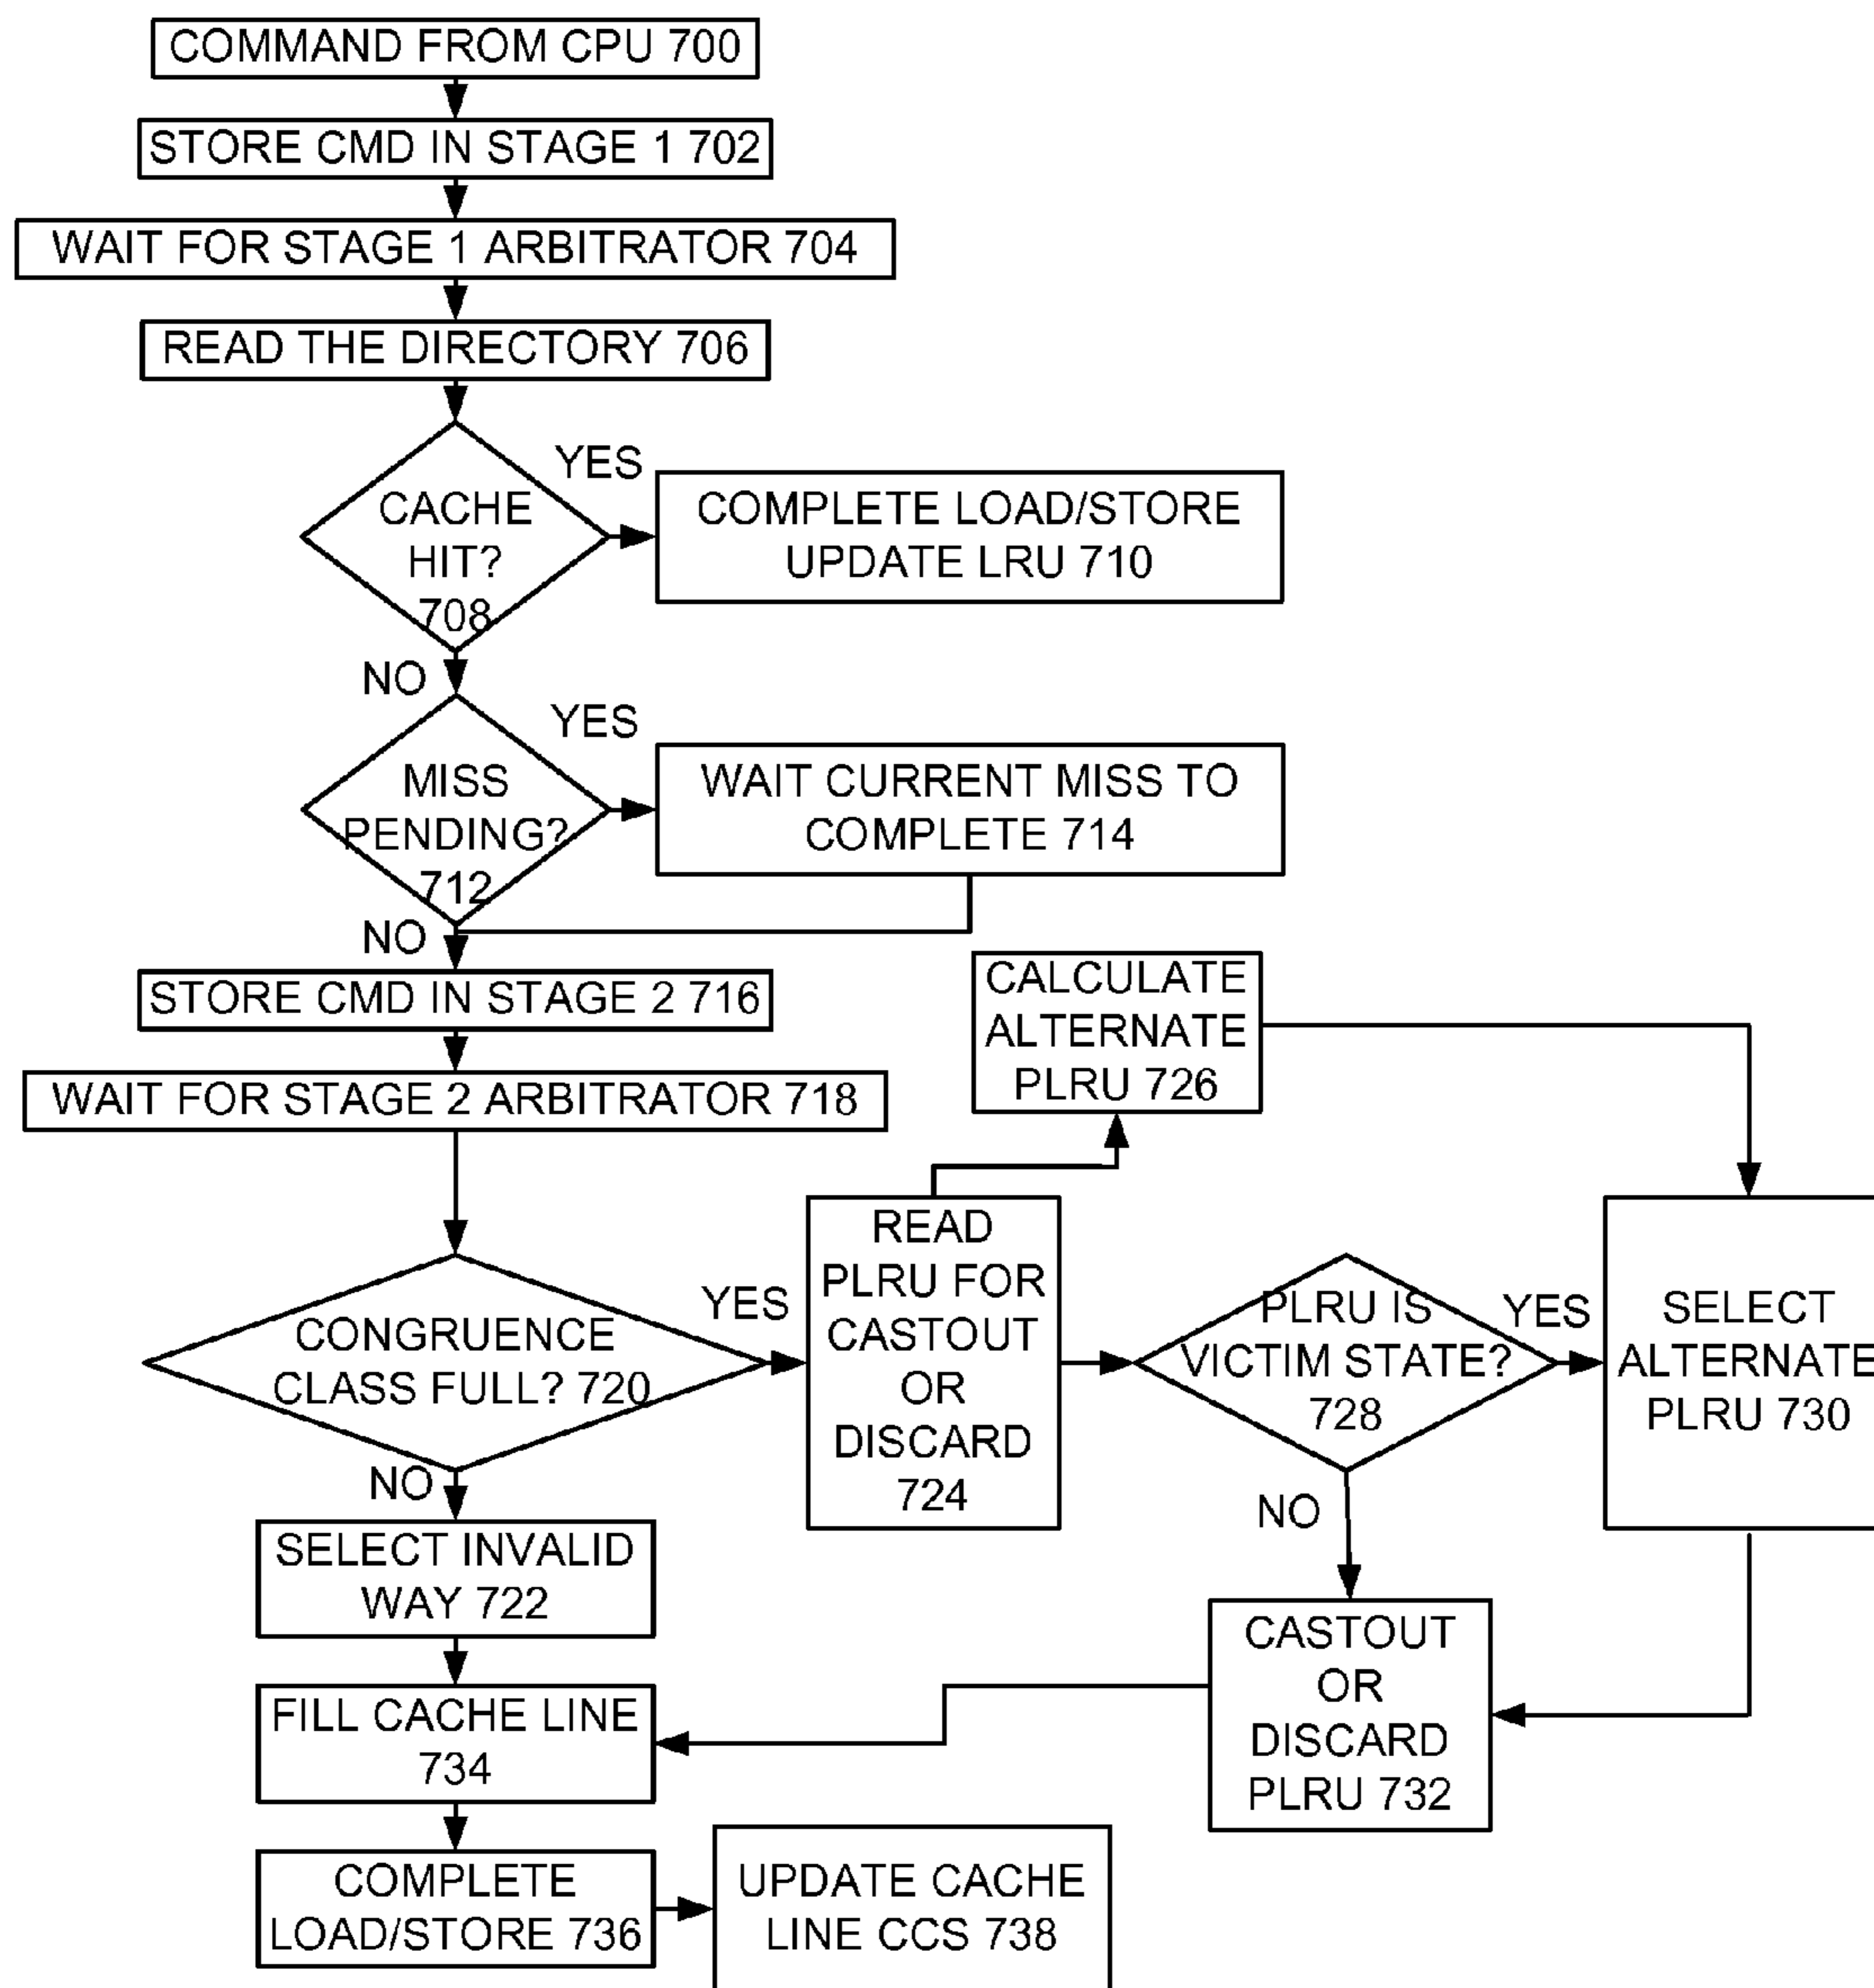 COMMAND FROM CPU 700
STORE CMD IN STAGE 1 702
WAIT FOR STAGE 1 ARBITRATOR 704
READ THE DIRECTORY 706
CACHE
HIT?
708
YES
COMPLETE LOAD/STORE
UPDATE LRU 710
NO
MISS
PENDING?
712
YES
WAIT CURRENT MISS TO
COMPLETE 714
NO
STORE CMD IN STAGE 2 716
WAIT FOR STAGE 2 ARBITRATOR 718
CALCULATE
ALTERNATE
PLRU 726
CONGRUENCE
CLASS FULL? 720
YES
READ
PLRU FOR
CASTOUT
OR
DISCARD
724
PLRU IS
VICTIM STATE?
728
YES
SELECT
ALTERNATE
PLRU 730
NO
NO
SELECT INVALID
WAY 722
CASTOUT
OR
DISCARD
PLRU 732
FILL CACHE LINE
734
COMPLETE
LOAD/STORE 736
UPDATE CACHE
LINE CCS 738